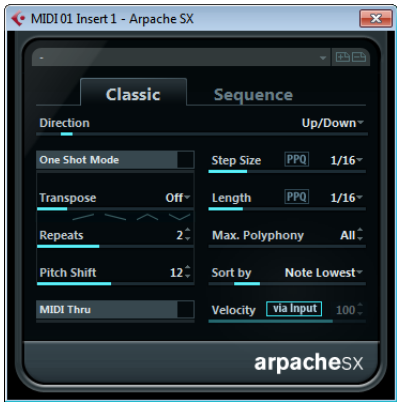 MIDI 01 Insert 1 - Arpache SX
-
Classic Sequence
Direction Up/Down
One Shot Mode Step Size PPQ 1/16
Transpose Off Length PPQ 1/16
Repeats 2 Max. Polyphony All
Pitch Shift 12 Sort by Note Lowest
MIDI Thru Velocity via Input 100
arpacheSX